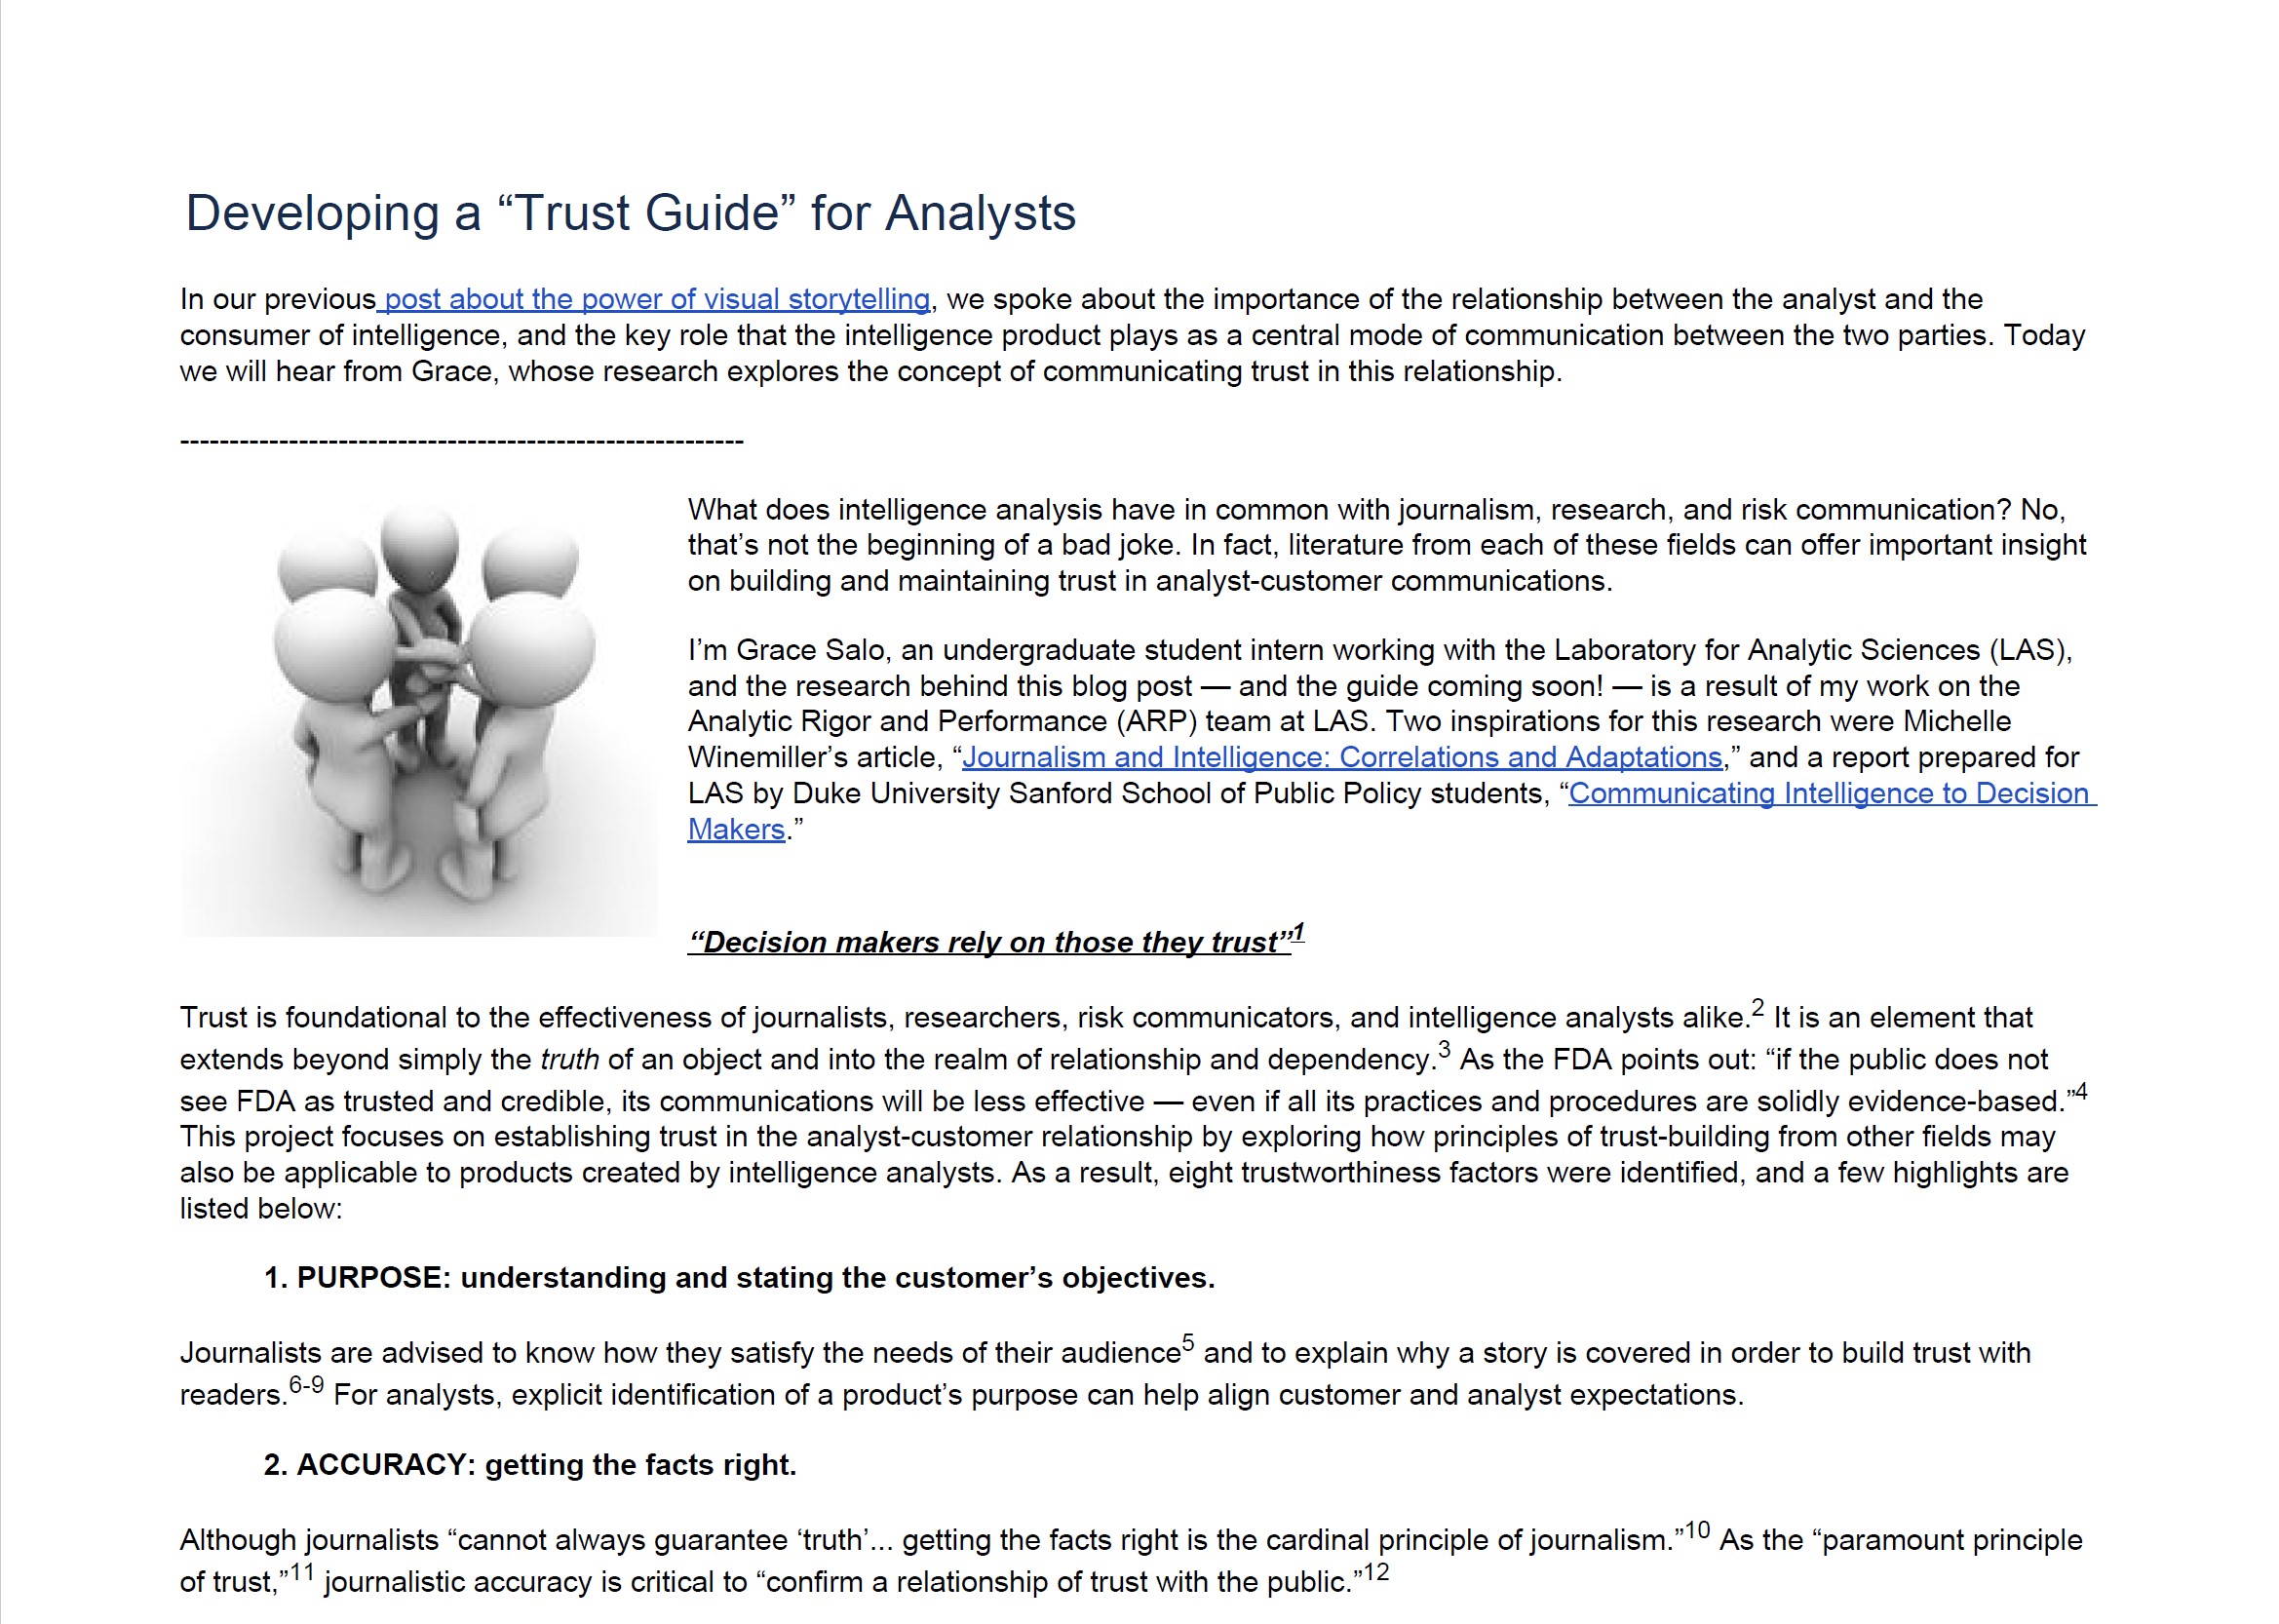 Developing a “Trust Guide” for Analysts
In our previous post about the power of visual storytelling, we spoke about the importance of the relationship between the analyst and the
consumer of intelligence, and the key role that the intelligence product plays as a central mode of communication between the two parties. Today
we will hear from Grace, whose research explores the concept of communicating trust in this relationship.
---------------------------------------------------------
What does intelligence analysis have in common with journalism, research, and risk communication? No,
that’s not the beginning of a bad joke. In fact, literature from each of these fields can offer important insight
on building and maintaining trust in analyst-customer communications.
I’m Grace Salo, an undergraduate student intern working with the Laboratory for Analytic Sciences (LAS),
and the research behind this blog post — and the guide coming soon! — is a result of my work on the
Analytic Rigor and Performance (ARP) team at LAS. Two inspirations for this research were Michelle
Winemiller’s article, “Journalism and Intelligence: Correlations and Adaptations,” and a report prepared for
LAS by Duke University Sanford School of Public Policy students, “Communicating Intelligence to Decision
Makers.”
“Decision makers rely on those they trust”1
Trust is foundational to the effectiveness of journalists, researchers, risk communicators, and intelligence analysts alike.2 It is an element that
extends beyond simply the truth of an object and into the realm of relationship and dependency.3 As the FDA points out: “if the public does not
see FDA as trusted and credible, its communications will be less effective — even if all its practices and procedures are solidly evidence-based.”4
This project focuses on establishing trust in the analyst-customer relationship by exploring how principles of trust-building from other fields may
also be applicable to products created by intelligence analysts. As a result, eight trustworthiness factors were identified, and a few highlights are
listed below:
1. PURPOSE: understanding and stating the customer’s objectives.
Journalists are advised to know how they satisfy the needs of their audience5 and to explain why a story is covered in order to build trust with
readers.6-9 For analysts, explicit identification of a product’s purpose can help align customer and analyst expectations.
2. ACCURACY: getting the facts right.
Although journalists “cannot always guarantee ‘truth’... getting the facts right is the cardinal principle of journalism.”10 As the “paramount principle
of trust,”11 journalistic accuracy is critical to “confirm a relationship of trust with the public.”12